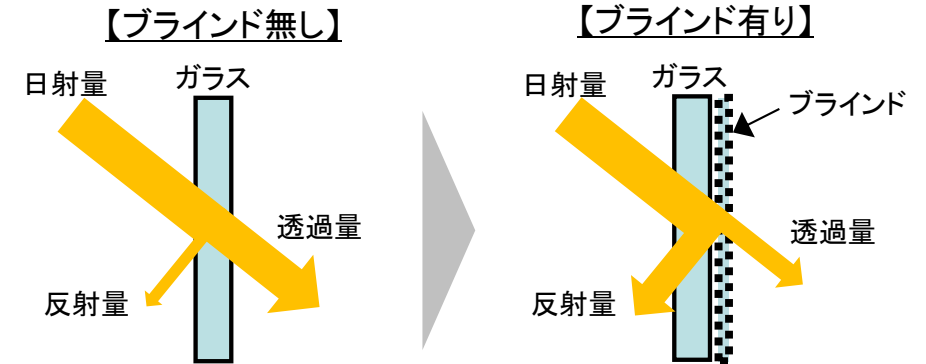 【ブラインド無し】
日射量
ガラス
透過量
反射量
【ブラインド有り】
日射量
ガラス
ブラインド
透過量
反射量